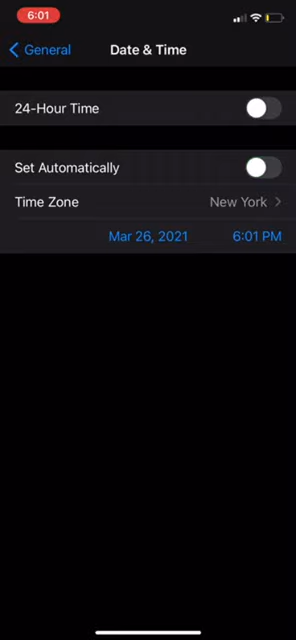 6:01
General
Date & Time
24-Hour Time
Set Automatically
Time Zone New York
Mar 26, 2021 6:01 PM